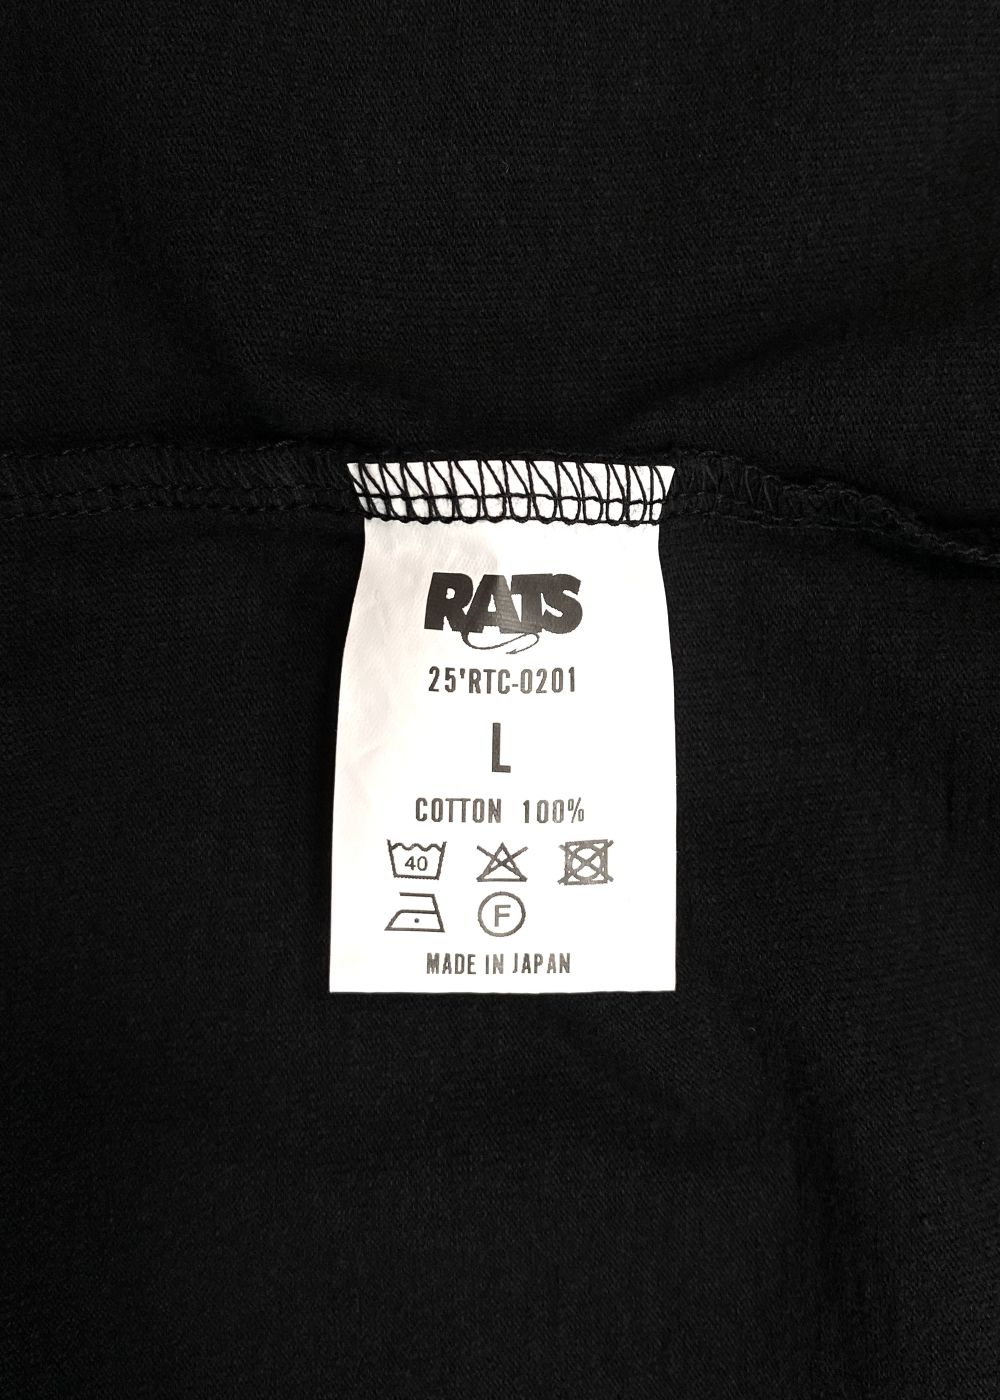 RATS
25'RTC-0201
L
COTTON 100%
40
F
MADE IN JAPAN